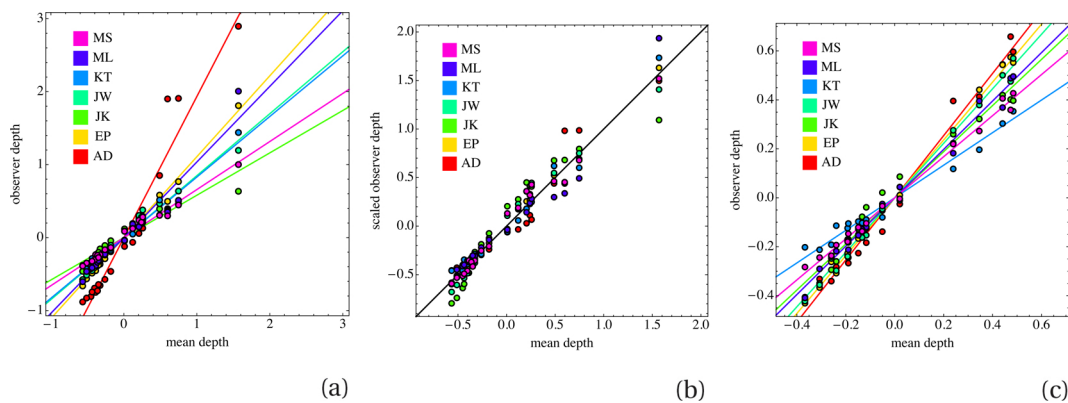 3
2
1
0
−1
−1
0
1
2
3
observer depth
mean depth
MS
ML
KT
JW
JK
EP
AD
(a)
2.0
1.5
1.0
0.5
0.0
−0.5
−0.5
0.0
0.5
1.0
1.5
2.0
scaled observer depth
mean depth
MS
ML
KT
JW
JK
EP
AD
(b)
0.6
0.4
0.2
0.0
−0.2
−0.4
−0.4
−0.2
0.0
0.2
0.4
0.6
observer depth
mean depth
MS
ML
KT
JW
JK
EP
AD
(c)